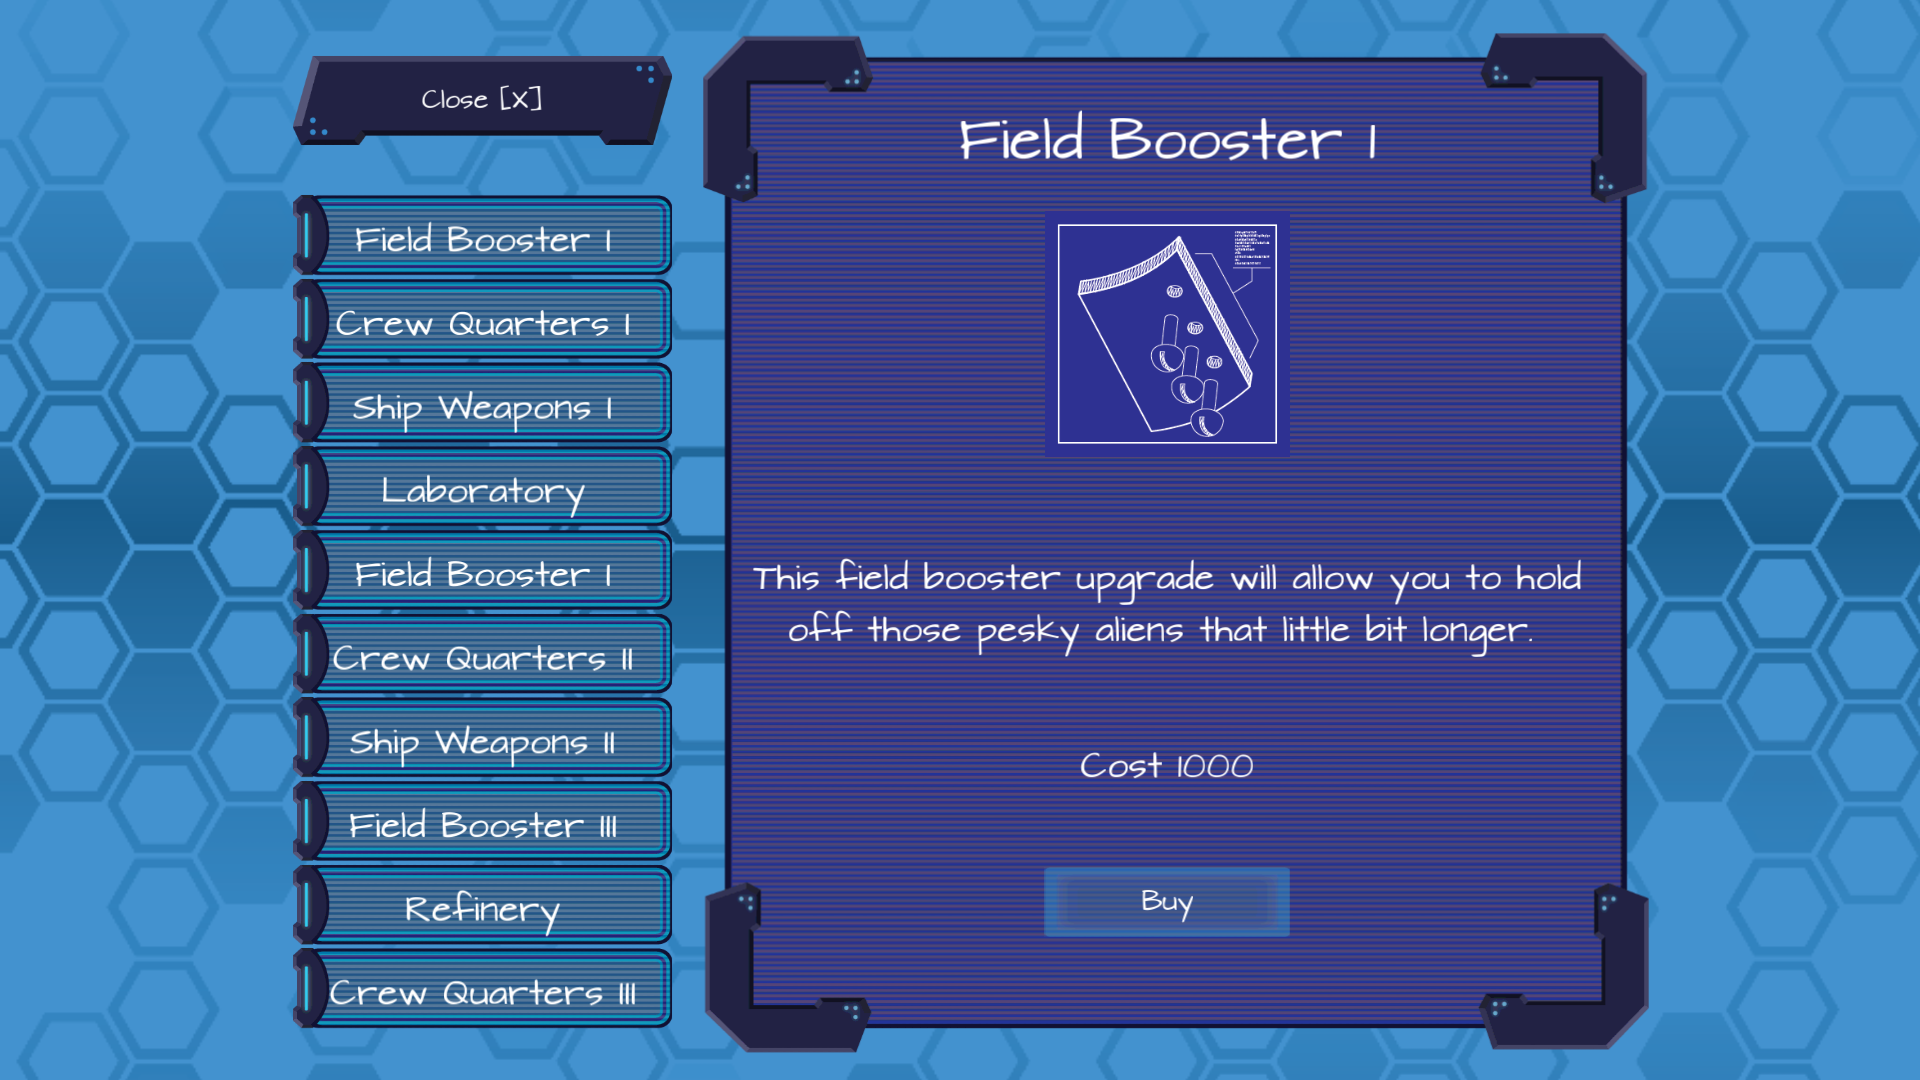 Close [X]
Field Booster I
Crew Quarters I
Ship Weapons I
Laboratory
Field Booster I
Crew Quarters II
Ship Weapons II
Field Booster III
Refinery
Crew Quarters III
Field Booster I
This field booster upgrade will allow you to hold
off those pesky aliens that little bit longer.
Cost 1000
Buy